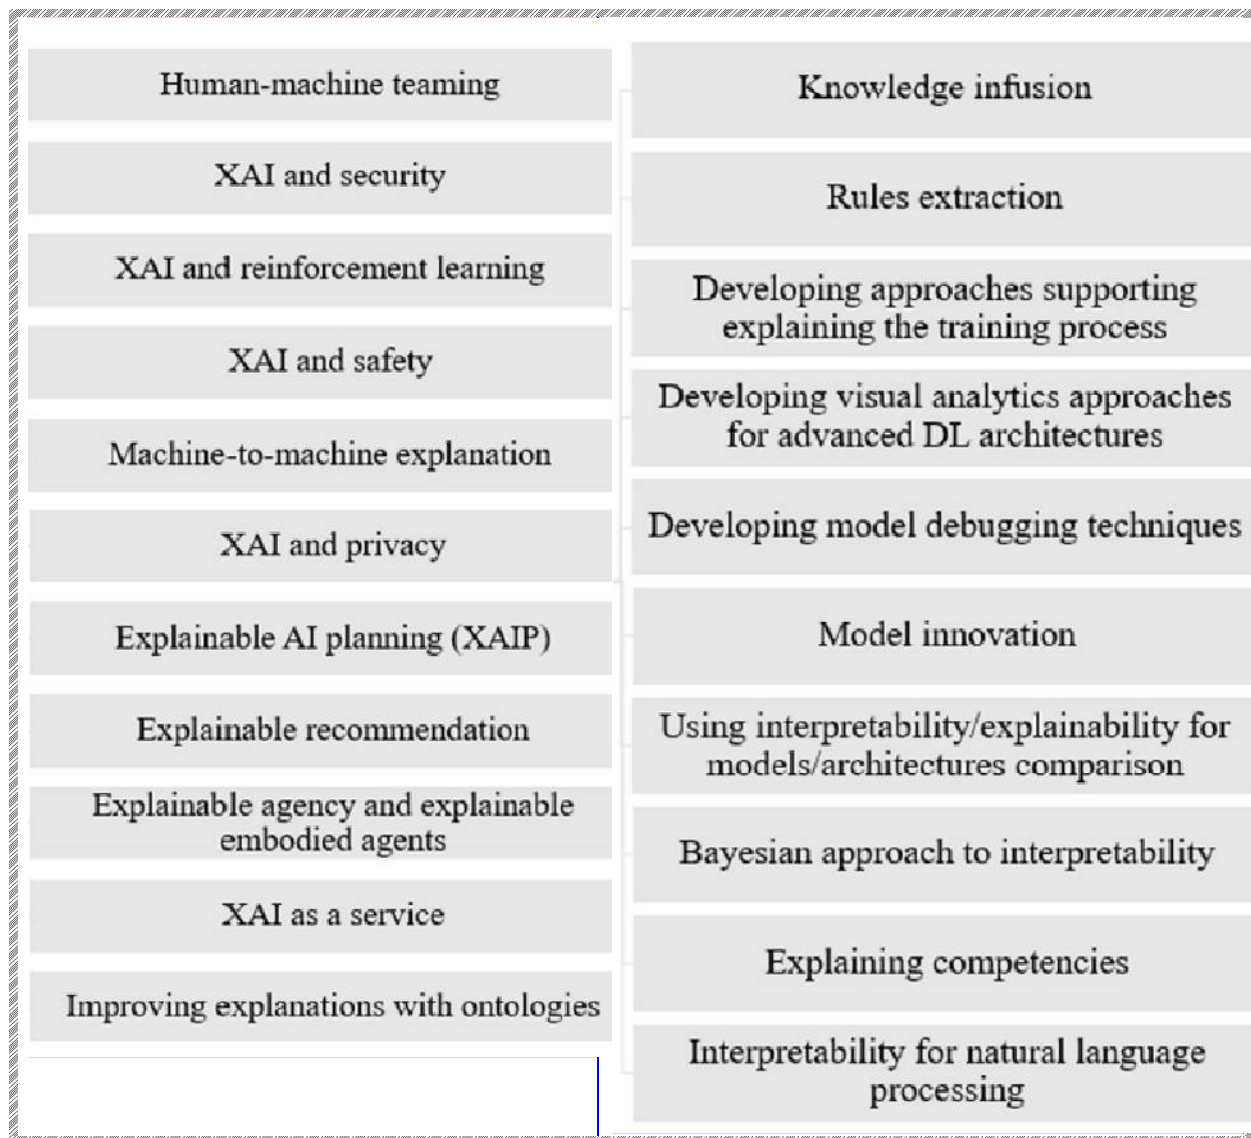 Human-machine teaming
XAI and security
XAI and reinforcement learning
XAI and safety
Machine-to-machine explanation
XAI and privacy
Explainable AI planning (XAIP)
Explainable recommendation
Explainable agency and explainable
embodied agents
XAI as a service
Improving explanations with ontologies
Knowledge infusion
Rules extraction
Developing approaches supporting
explaining the training process
Developing visual analytics approaches
for advanced DL architectures
Developing model debugging techniques
Model innovation
Using interpretability/explainability for
models/architectures comparison
Bayesian approach to interpretability
Explaining competencies
Interpretability for natural language
processing